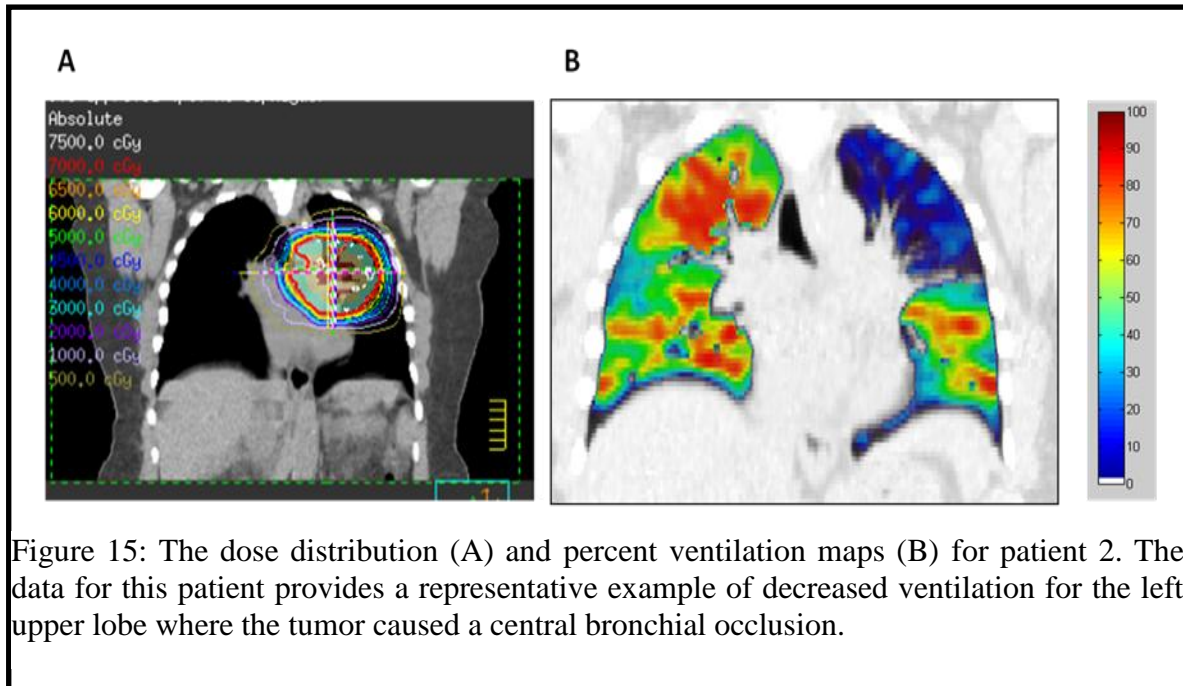 A
B
Absolute
7500.0 cGy
7000.0 cGy
6500.0 cGy
6000.0 cGy
5000.0 cGy
4500.0 cGy
4000.0 cGy
3000.0 cGy
2000.0 cGy
1000.0 cGy
500.0 cGy
100
90
80
70
60
50
40
30
20
10
0
Figure 15: The dose distribution (A) and percent ventilation maps (B) for patient 2. The
data for this patient provides a representative example of decreased ventilation for the left
upper lobe where the tumor caused a central bronchial occlusion.